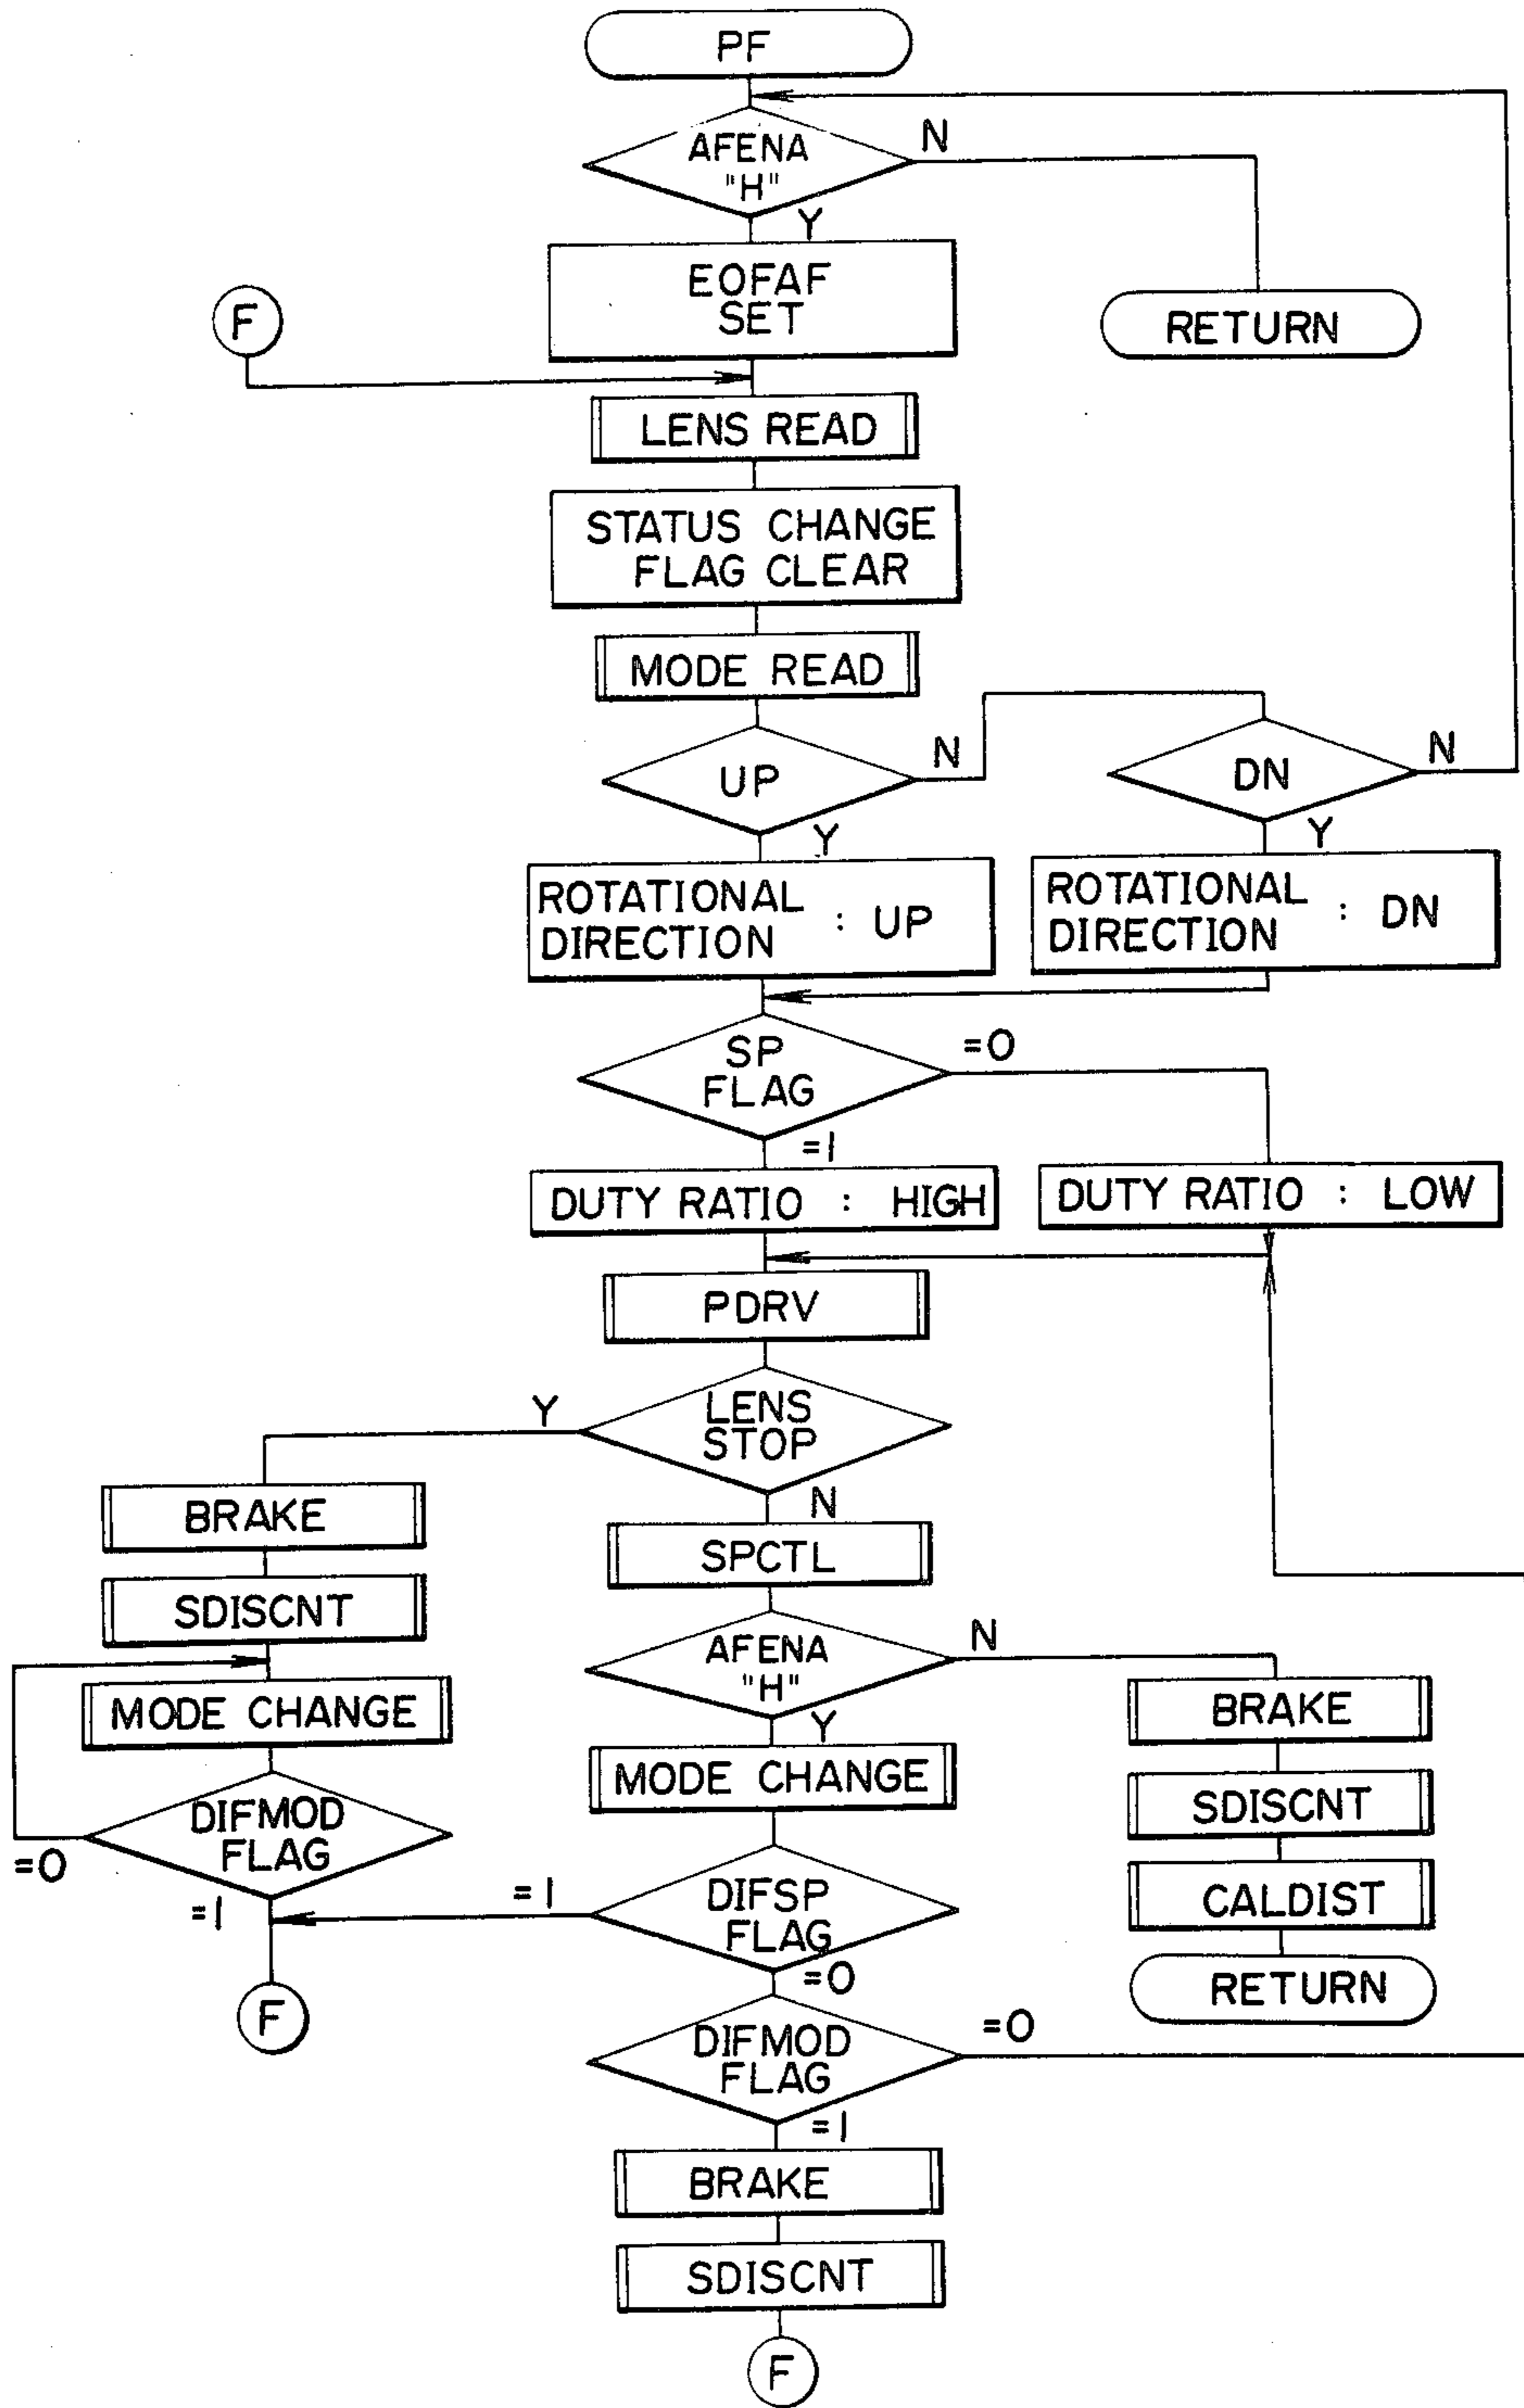 PF
AFENA
"H"
N
Y
EOFAF
SET
F
RETURN
LENS READ
STATUS CHANGE
FLAG CLEAR
MODE READ
UP
N
DN
N
Y
Y
ROTATIONAL
DIRECTION : UP
ROTATIONAL
DIRECTION : DN
SP
FLAG
=0
=1
DUTY RATIO : HIGH
DUTY RATIO : LOW
PDRV
LENS
STOP
Y
N
BRAKE
SPCTL
SDISCNT
AFENA
"H"
N
Y
MODE CHANGE
BRAKE
MODE CHANGE
DIFMOD
FLAG
=0
=1
SDISCNT
DIFSP
FLAG
=1
=0
CALDIST
RETURN
F
DIFMOD
FLAG
=0
=1
BRAKE
SDISCNT
F